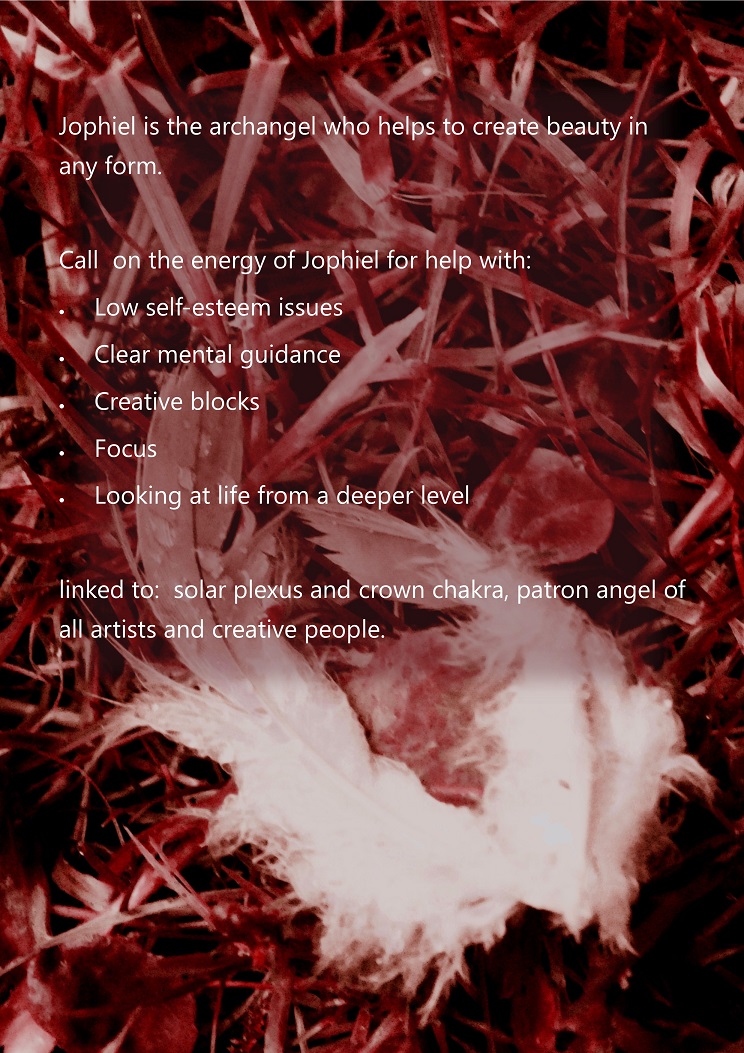 Jophiel is the archangel who helps to create beauty in
any form.
Call  on the energy of Jophiel for help with:
• Low self-esteem issues
• Clear mental guidance
• Creative blocks
• Focus
• Looking at life from a deeper level
linked to:  solar plexus and crown chakra, patron angel of
all artists and creative people.